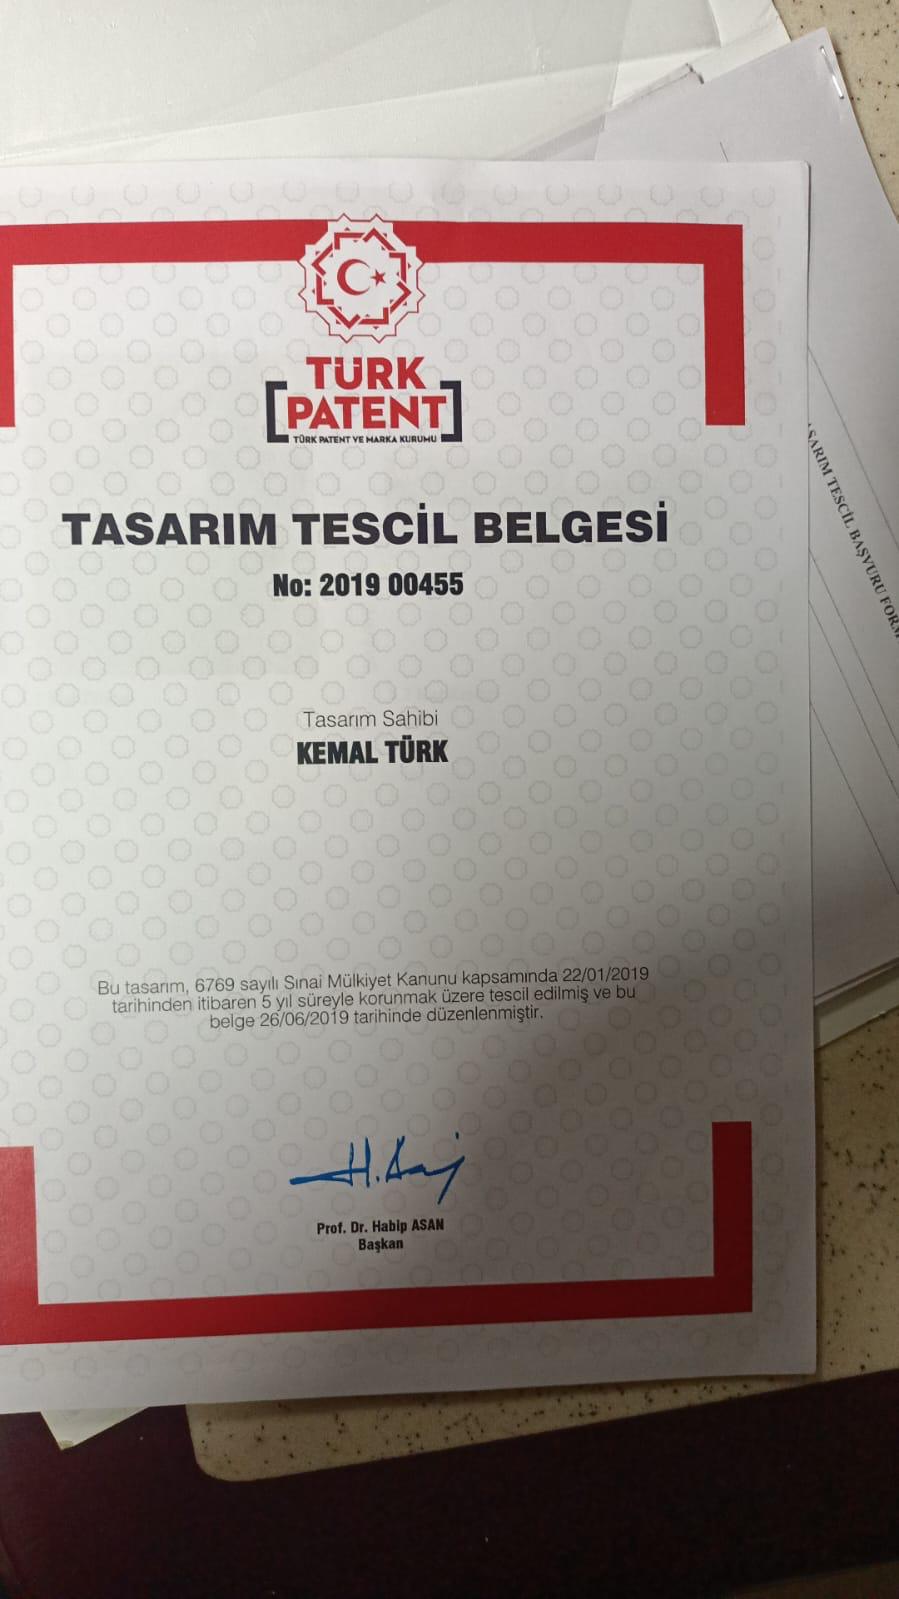 TÜRK
PATENT
TÜRK PATENT VE MARKA KURUMU
TASARIM TESCİL BELGESİ
No: 2019 00455
Tasarım Sahibi
KEMAL TÜRK
Bu tasarım, 6769 sayılı Sınai Mülkiyet Kanunu kapsamında 22/01/2019
tarihinden itibaren 5 yıl süreyle korunmak üzere tescil edilmiş ve bu
belge 26/06/2019 tarihinde düzenlenmiştir.
Prof. Dr. Habip ASAN
Başkan
TESCİL BAŞVURU